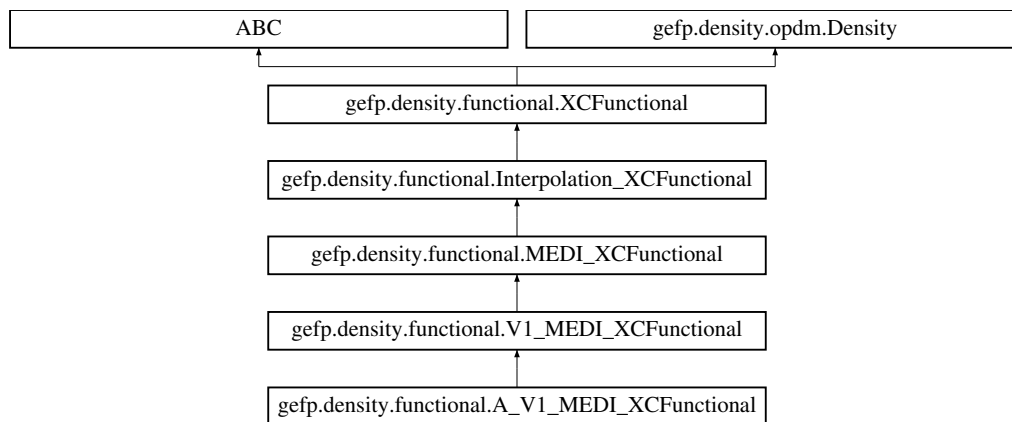 ABC
gefp.density.opdm.Density
gefp.density.functional.XCFunctional
gefp.density.functional.Interpolation_XCFunctional
gefp.density.functional.MEDI_XCFunctional
gefp.density.functional.V1_MEDI_XCFunctional
gefp.density.functional.A_V1_MEDI_XCFunctional